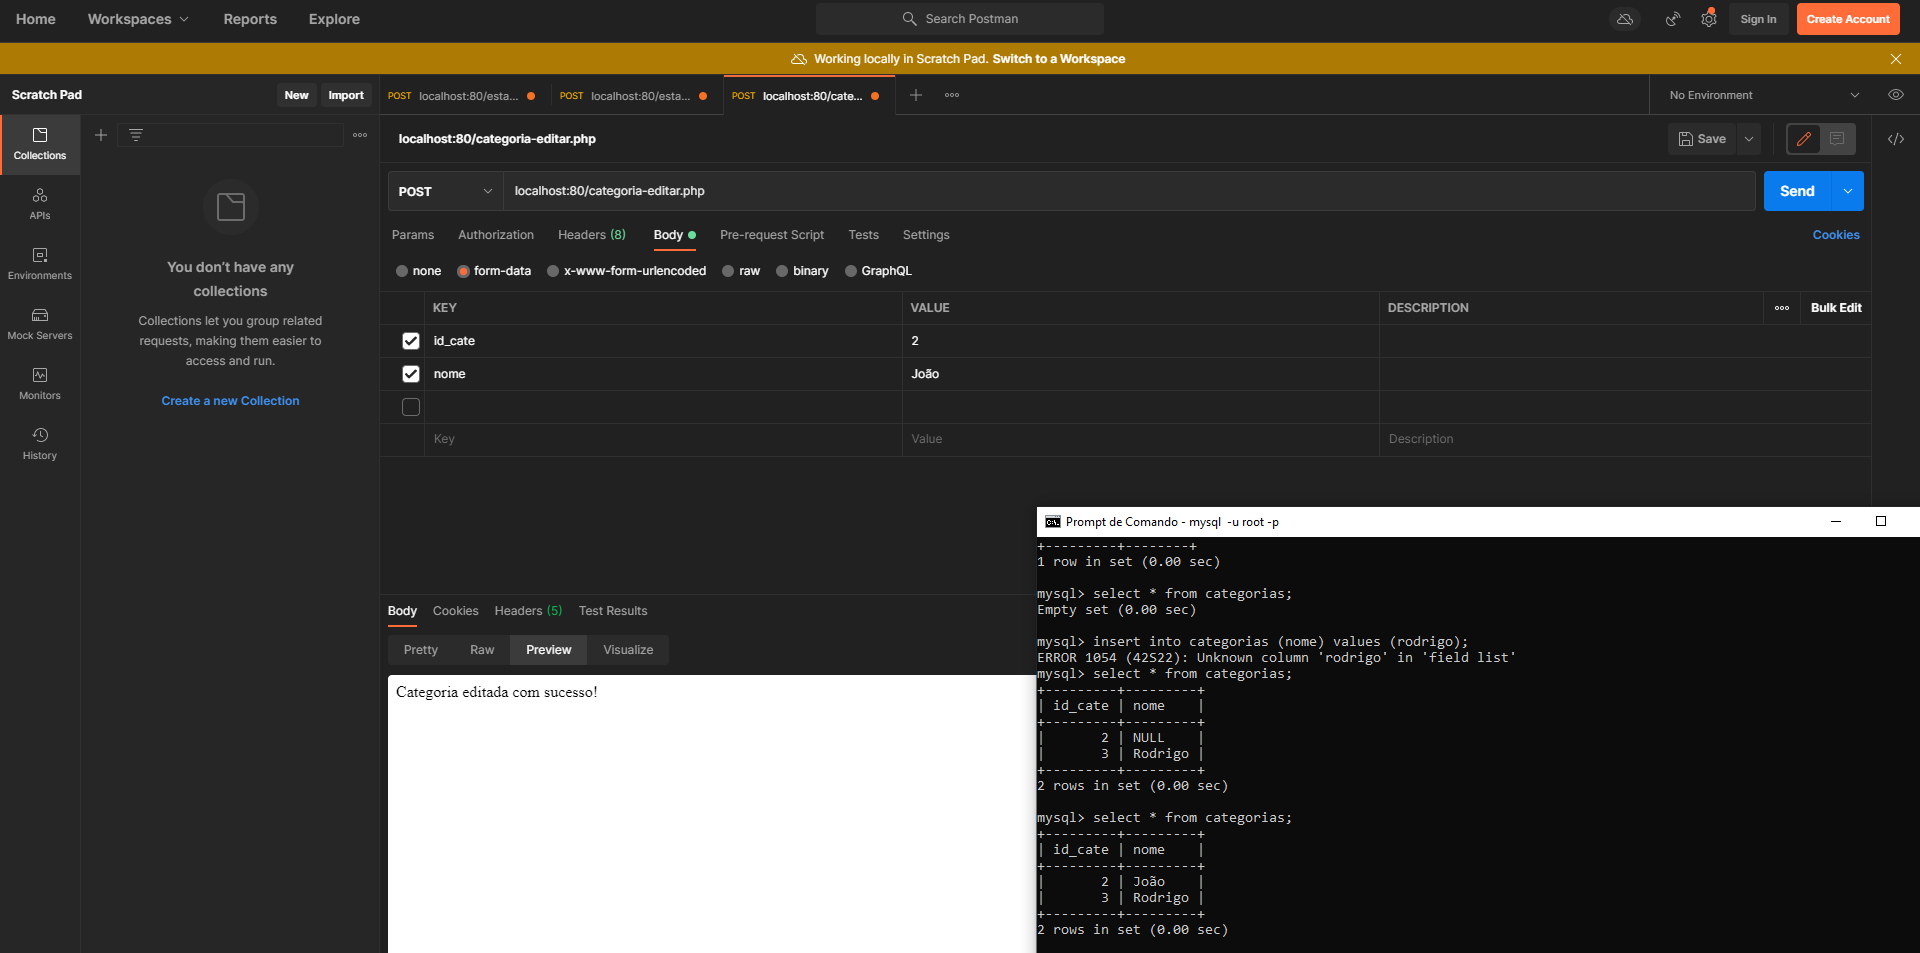 Home Workspaces Reports Explore Search Postman Sign In Create Account
Working locally in Scratch Pad. Switch to a Workspace
Scratch Pad New Import
POST localhost:80/esta... POST localhost:80/esta... POST localhost:80/cate... No Environment
Collections
APIs
Environments
Mock Servers
Monitors
History
You don't have any
collections
Collections let you group related
requests, making them easier to
access and run.
Create a new Collection
localhost:80/categoria-editar.php Save
POST localhost:80/categoria-editar.php Send
Params Authorization Headers (8) Body Pre-request Script Tests Settings Cookies
none form-data x-www-form-urlencoded raw binary GraphQL
KEY VALUE DESCRIPTION Bulk Edit
id_cate 2
nome João
Key Value Description
Body Cookies Headers (5) Test Results
Pretty Raw Preview Visualize
Categoria editada com sucesso!
Prompt de Comando - mysql -u root -p
+---------+--------+
1 row in set (0.00 sec)
mysql> select * from categorias;
Empty set (0.00 sec)
mysql> insert into categorias (nome) values (rodrigo);
ERROR 1054 (42S22): Unknown column 'rodrigo' in 'field list'
mysql> select * from categorias;
+---------+---------+
| id_cate | nome    |
+---------+---------+
|       2 | NULL    |
|       3 | Rodrigo |
+---------+---------+
2 rows in set (0.00 sec)
mysql> select * from categorias;
+---------+---------+
| id_cate | nome    |
+---------+---------+
|       2 | João    |
|       3 | Rodrigo |
+---------+---------+
2 rows in set (0.00 sec)